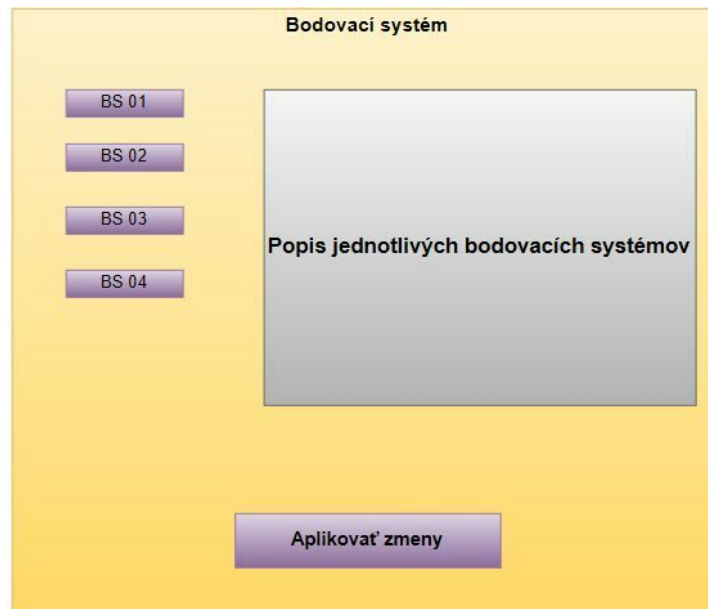 Bodovací systém
BS 01
BS 02
BS 03
BS 04
Popis jednotlivých bodovacích systémov
Aplikovať zmeny